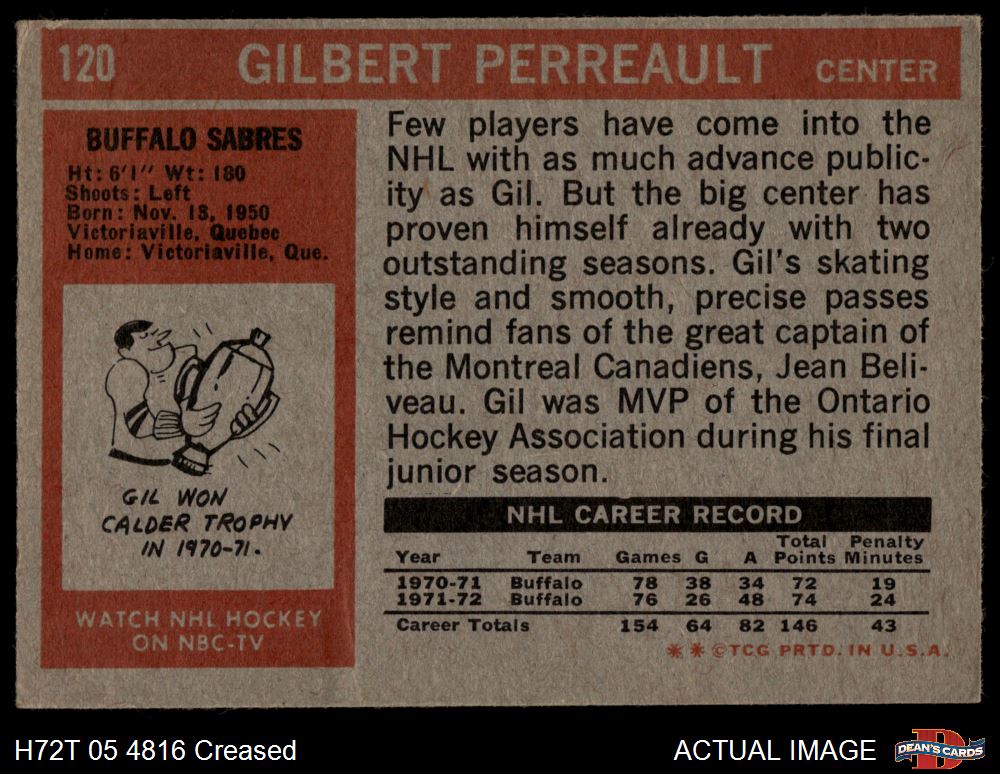 120 GILBERT PERREAULT CENTER
BUFFALO SABRES
Ht: 6'1" Wt: 180
Shoots: Left
Born: Nov. 13, 1950
Victoriaville, Quebec
Home: Victoriaville, Que.
GIL WON
CALDER TROPHY
IN 1970-71.
WATCH NHL HOCKEY
ON NBC-TV
Few players have come into the
NHL with as much advance public-
ity as Gil. But the big center has
proven himself already with two
outstanding seasons. Gil's skating
style and smooth, precise passes
remind fans of the great captain of
the Montreal Canadiens, Jean Beli-
veau. Gil was MVP of the Ontario
Hockey Association during his final
junior season.
NHL CAREER RECORD
Year Team Games G A Total Points Penalty Minutes
1970-71 Buffalo 78 38 34 72 19
1971-72 Buffalo 76 26 48 74 24
Career Totals 154 64 82 146 43
* * ©TCG PRTD. IN U.S.A.
H72T 05 4816 Creased
ACTUAL IMAGE
DEAN'S CARDS